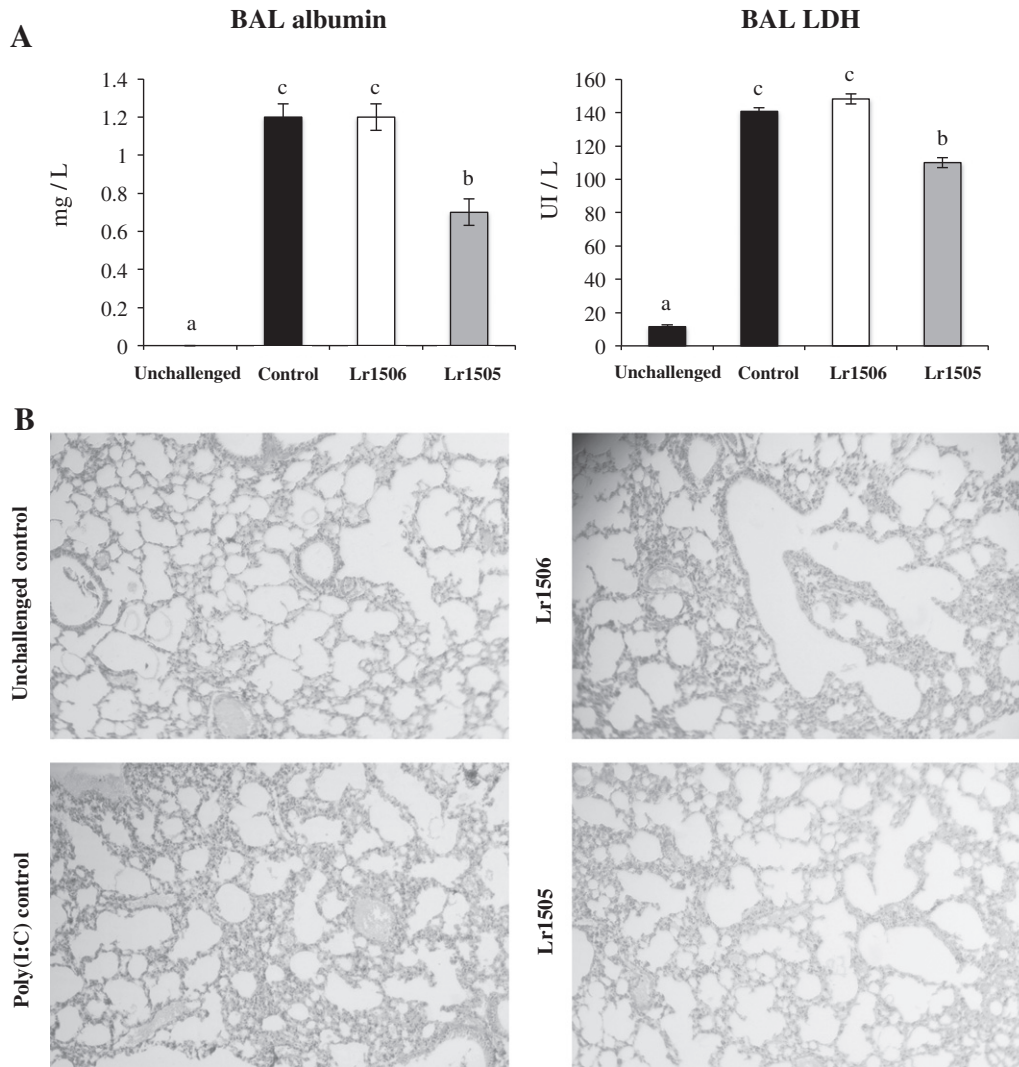 BAL albumin
BAL LDH
A
mg / L
1.4
1.2
1
0.8
0.6
0.4
0.2
0
a
c
c
b
Unchallenged Control Lr1506 Lr1505
UI / L
160
140
120
100
80
60
40
20
0
a
c
c
b
Unchallenged Control Lr1506 Lr1505
B
Unchallenged control
Lr1506
Poly(I:C) control
Lr1505